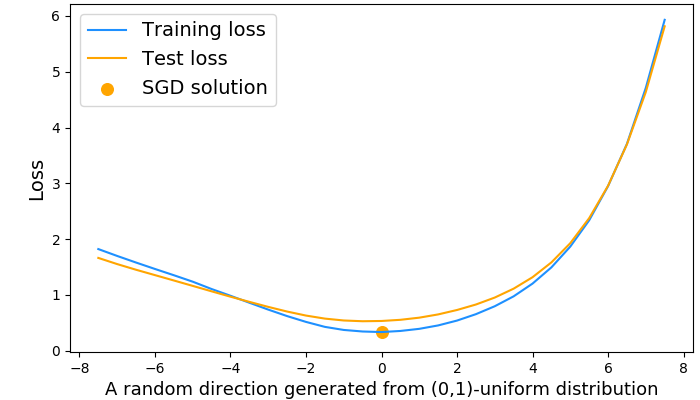 Training loss
Test loss
SGD solution
Loss
6
5
4
3
2
1
0
−8 −6 −4 −2 0 2 4 6 8
A random direction generated from (0,1)-uniform distribution